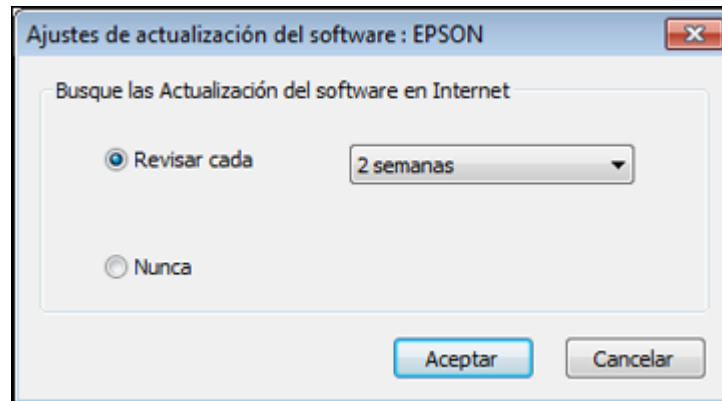 Ajustes de actualización del software : EPSON
Busque las Actualización del software en Internet
Revisar cada
2 semanas
Nunca
Aceptar
Cancelar